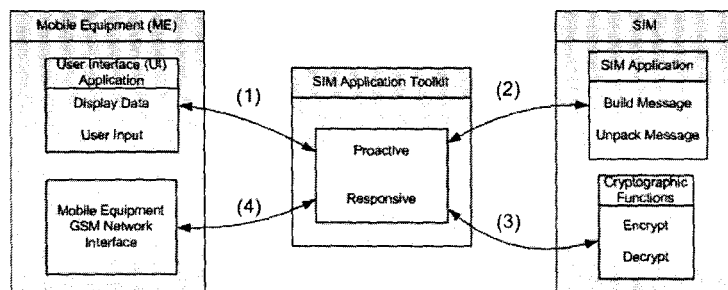 Mobile Equipment (ME)
User Interface (UI)
Application
Display Data
User Input
Mobile Equipment
GSM Network
Interface
(1)
(4)
SIM Application Toolkit
Proactive
Responsive
(2)
(3)
SIM
SIM Application
Build Message
Unpack Message
Cryptographic
Functions
Encrypt
Decrypt